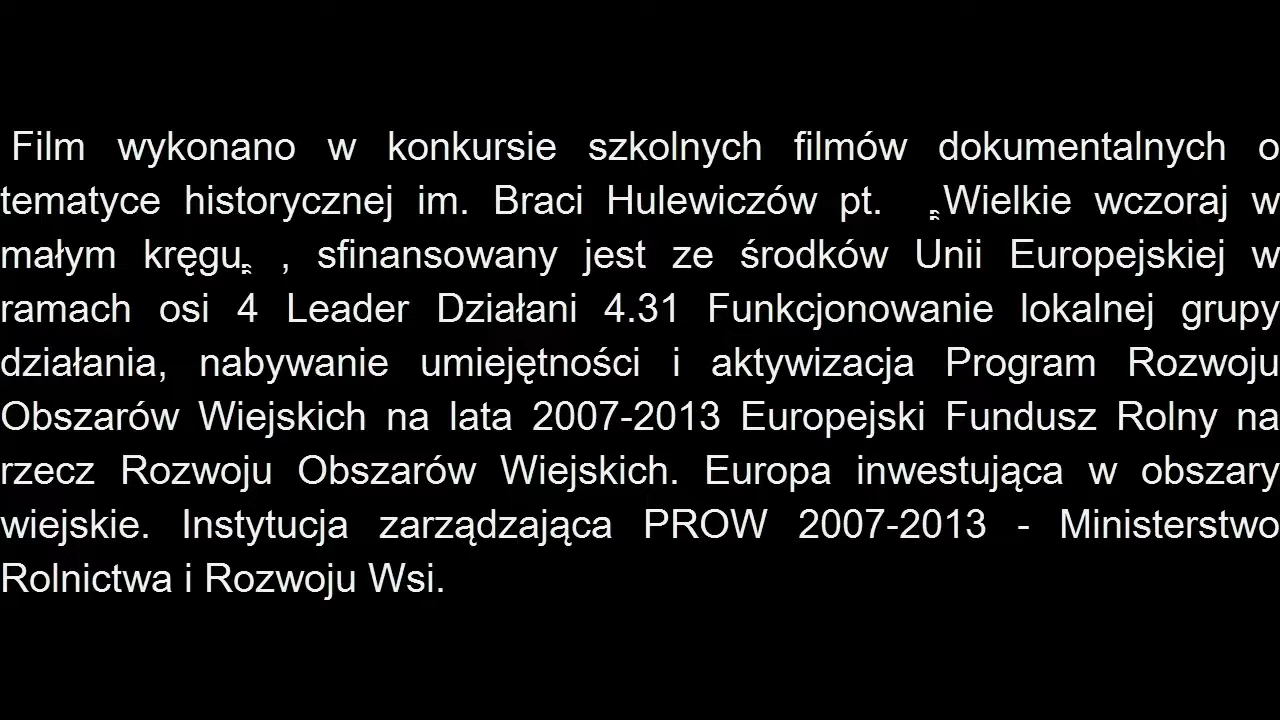 Film wykonano w konkursie szkolnych filmów dokumentalnych o
tematyce historycznej im. Braci Hulewiczów pt. „Wielkie wczoraj w
małym kręgu„ , sfinansowany jest ze środków Unii Europejskiej w
ramach osi 4 Leader Działani 4.31 Funkcjonowanie lokalnej grupy
działania, nabywanie umiejętności i aktywizacja Program Rozwoju
Obszarów Wiejskich na lata 2007-2013 Europejski Fundusz Rolny na
rzecz Rozwoju Obszarów Wiejskich. Europa inwestująca w obszary
wiejskie. Instytucja zarządzająca PROW 2007-2013 - Ministerstwo
Rolnictwa i Rozwoju Wsi.